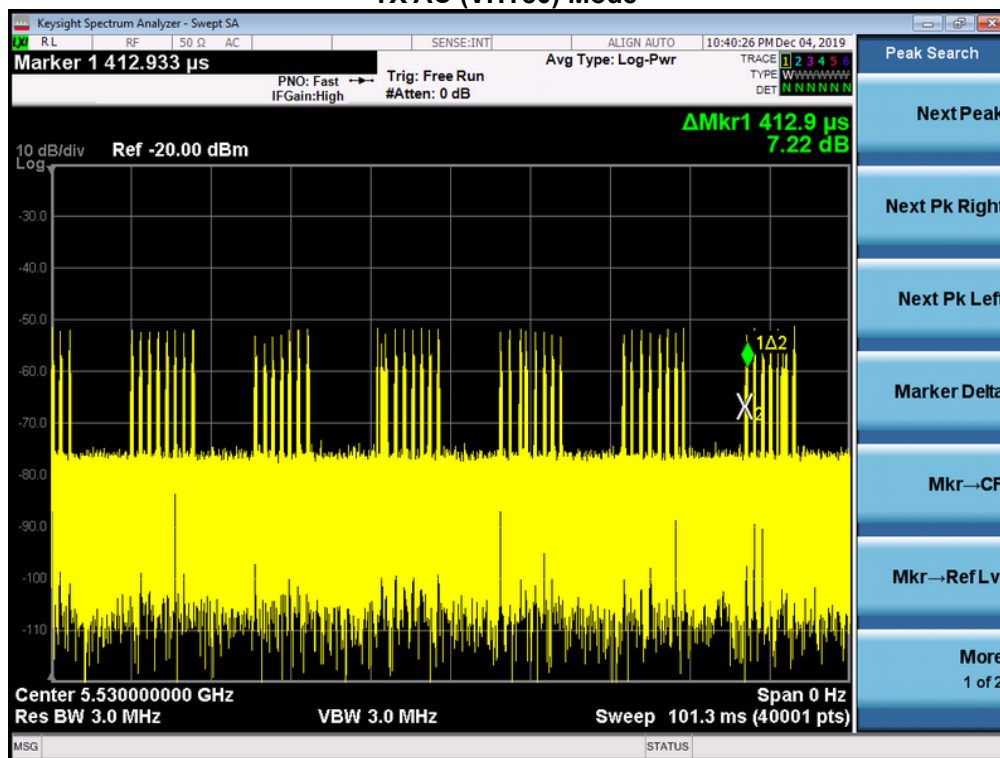 Keysight Spectrum Analyzer - Swept SA
LXI RL RF 50 Ω AC SENSE:INT ALIGN AUTO 10:40:26 PM Dec 04, 2019
Marker 1 412.933 µs
PNO: Fast
IFGain:High
Trig: Free Run
#Atten: 0 dB
Avg Type: Log-Pwr
TRACE 1 2 3 4 5 6
TYPE WWWWWW
DET N N N N N N
Peak Search
ΔMkr1 412.9 µs
7.22 dB
10 dB/div Ref -20.00 dBm
Log
-30.0
-40.0
-50.0
-60.0
-70.0
-80.0
-90.0
-100
-110
1Δ2
X2
Center 5.530000000 GHz
Span 0 Hz
Res BW 3.0 MHz
VBW 3.0 MHz
Sweep 101.3 ms (40001 pts)
MSG
STATUS
Next Peak
Next Pk Right
Next Pk Left
Marker Delta
Mkr→CF
Mkr→Ref Lv
More
1 of 2